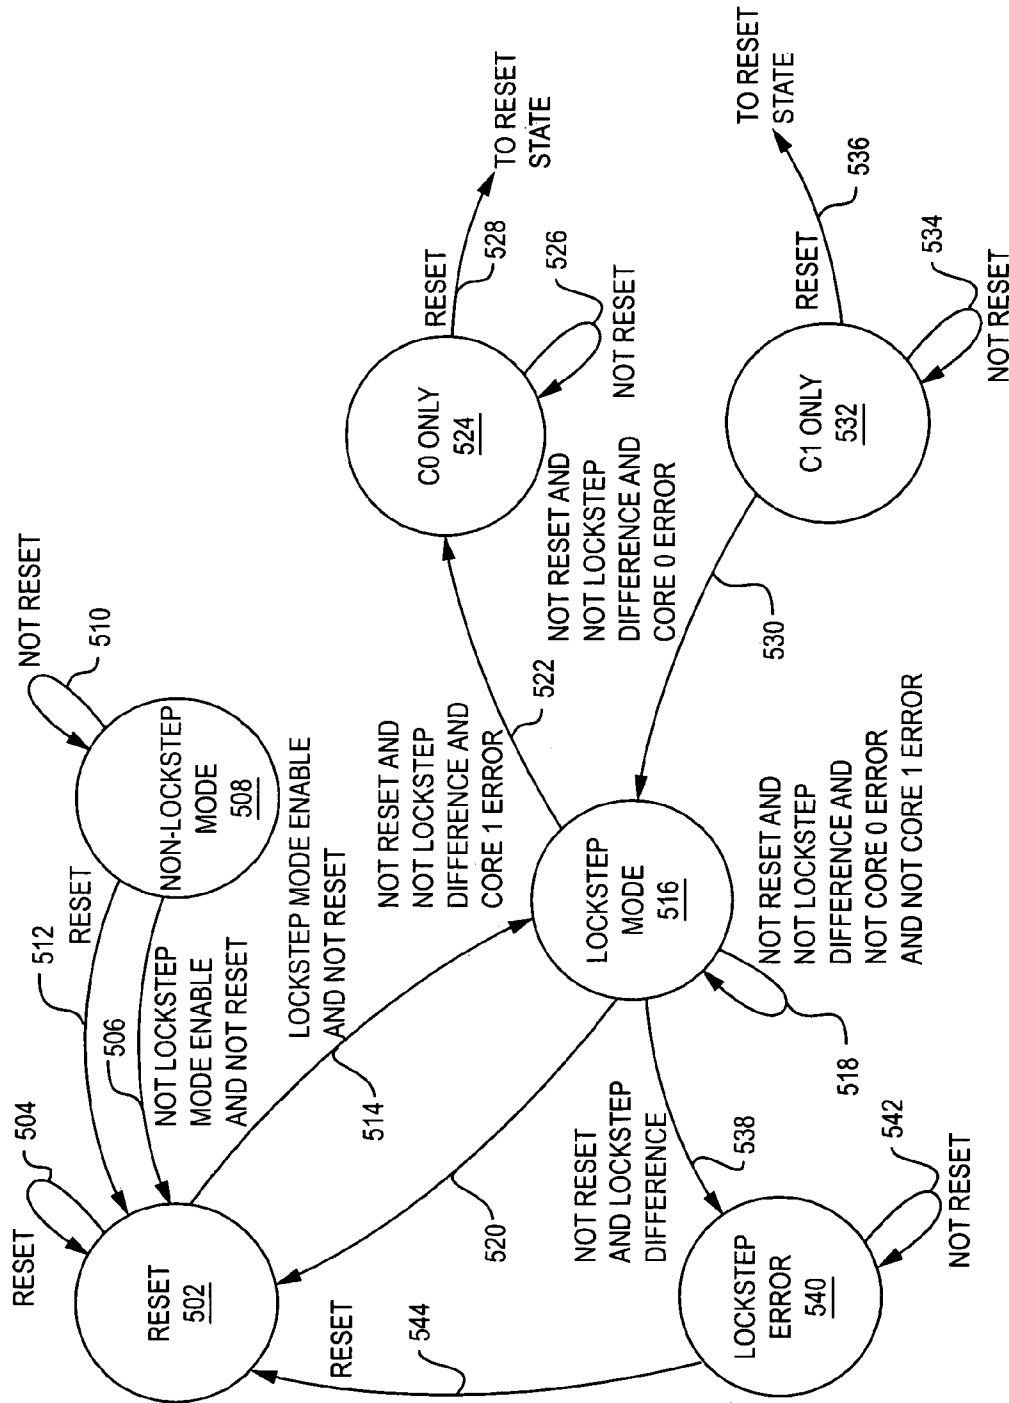 RESET
504
RESET
502
512
RESET
506
NOT LOCKSTEP
MODE ENABLE
AND NOT RESET
NOT RESET
510
NON-LOCKSTEP
MODE
508
LOCKSTEP MODE ENABLE
AND NOT RESET
514
520
RESET
544
LOCKSTEP
ERROR
540
NOT RESET
AND LOCKSTEP
DIFFERENCE
538
542
NOT RESET
LOCKSTEP
MODE
516
518
NOT RESET AND
NOT LOCKSTEP
DIFFERENCE AND
NOT CORE 0 ERROR
AND NOT CORE 1 ERROR
NOT RESET AND
NOT LOCKSTEP
DIFFERENCE AND
CORE 1 ERROR
522
NOT RESET AND
NOT LOCKSTEP
DIFFERENCE AND
CORE 0 ERROR
530
C0 ONLY
524
RESET
528
TO RESET
STATE
526
NOT RESET
C1 ONLY
532
RESET
536
TO RESET
STATE
534
NOT RESET